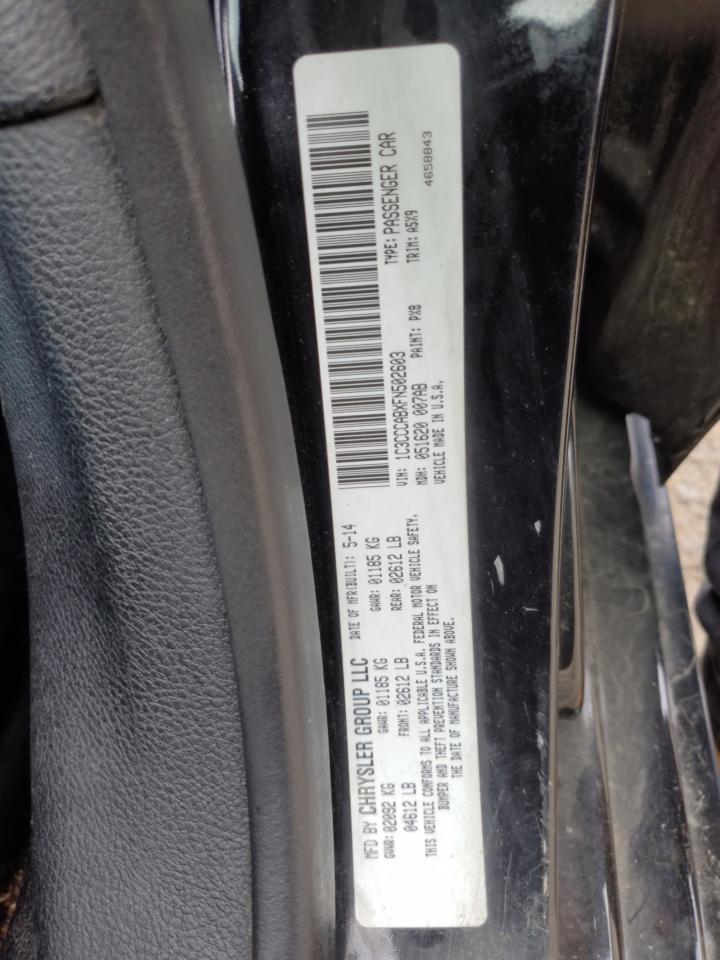 MFD BY CHRYSLER GROUP LLC
DATE OF MFR(BUILT): 5-14
GVWR: 02092 KG
GAWR: 01185 KG
GAWR: 01185 KG
04612 LB
FRONT: 02612 LB
REAR: 02612 LB
THIS VEHICLE CONFORMS TO ALL APPLICABLE U.S.A. FEDERAL MOTOR VEHICLE SAFETY,
BUMPER AND THEFT PREVENTION STANDARDS IN EFFECT ON
THE DATE OF MANUFACTURE SHOWN ABOVE.
VIN: 1C3CCCABXFN502603
TYPE: PASSENGER CAR
MDH: 051620 007AB
PAINT: PXB
TRIM: A5X9
VEHICLE MADE IN U.S.A.
4658843